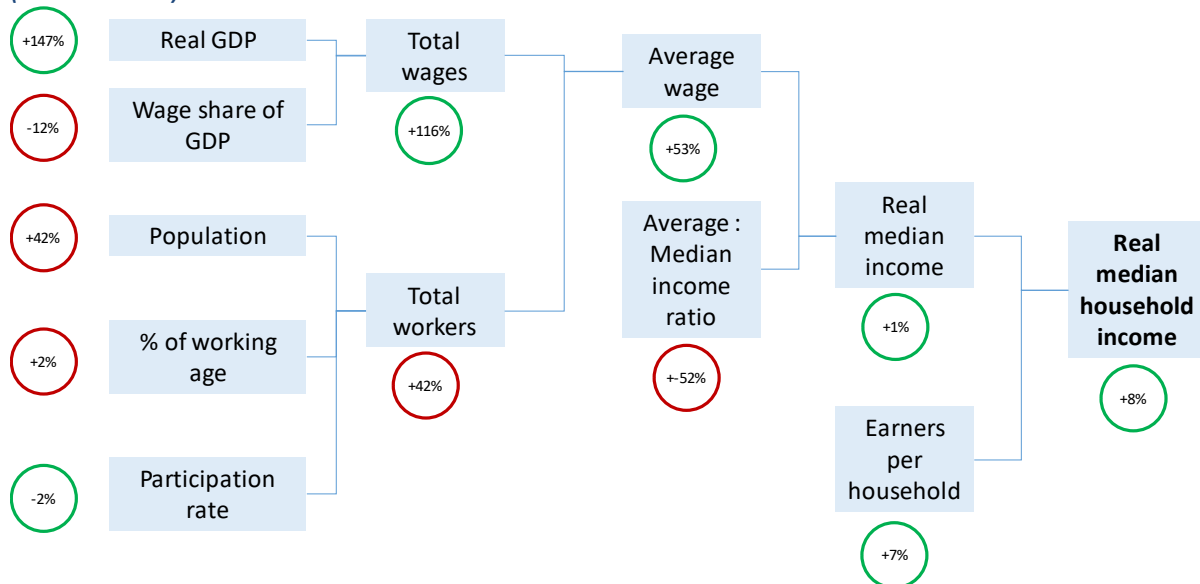 +147%
Real GDP
-12%
Wage share of
GDP
+42%
Population
+2%
% of working
age
-2%
Participation
rate
Total
wages
+116%
Total
workers
+42%
Average
wage
+53%
Average :
Median
income
ratio
+-52%
Real
median
income
+1%
Earners
per
household
+7%
Real
median
household
income
+8%